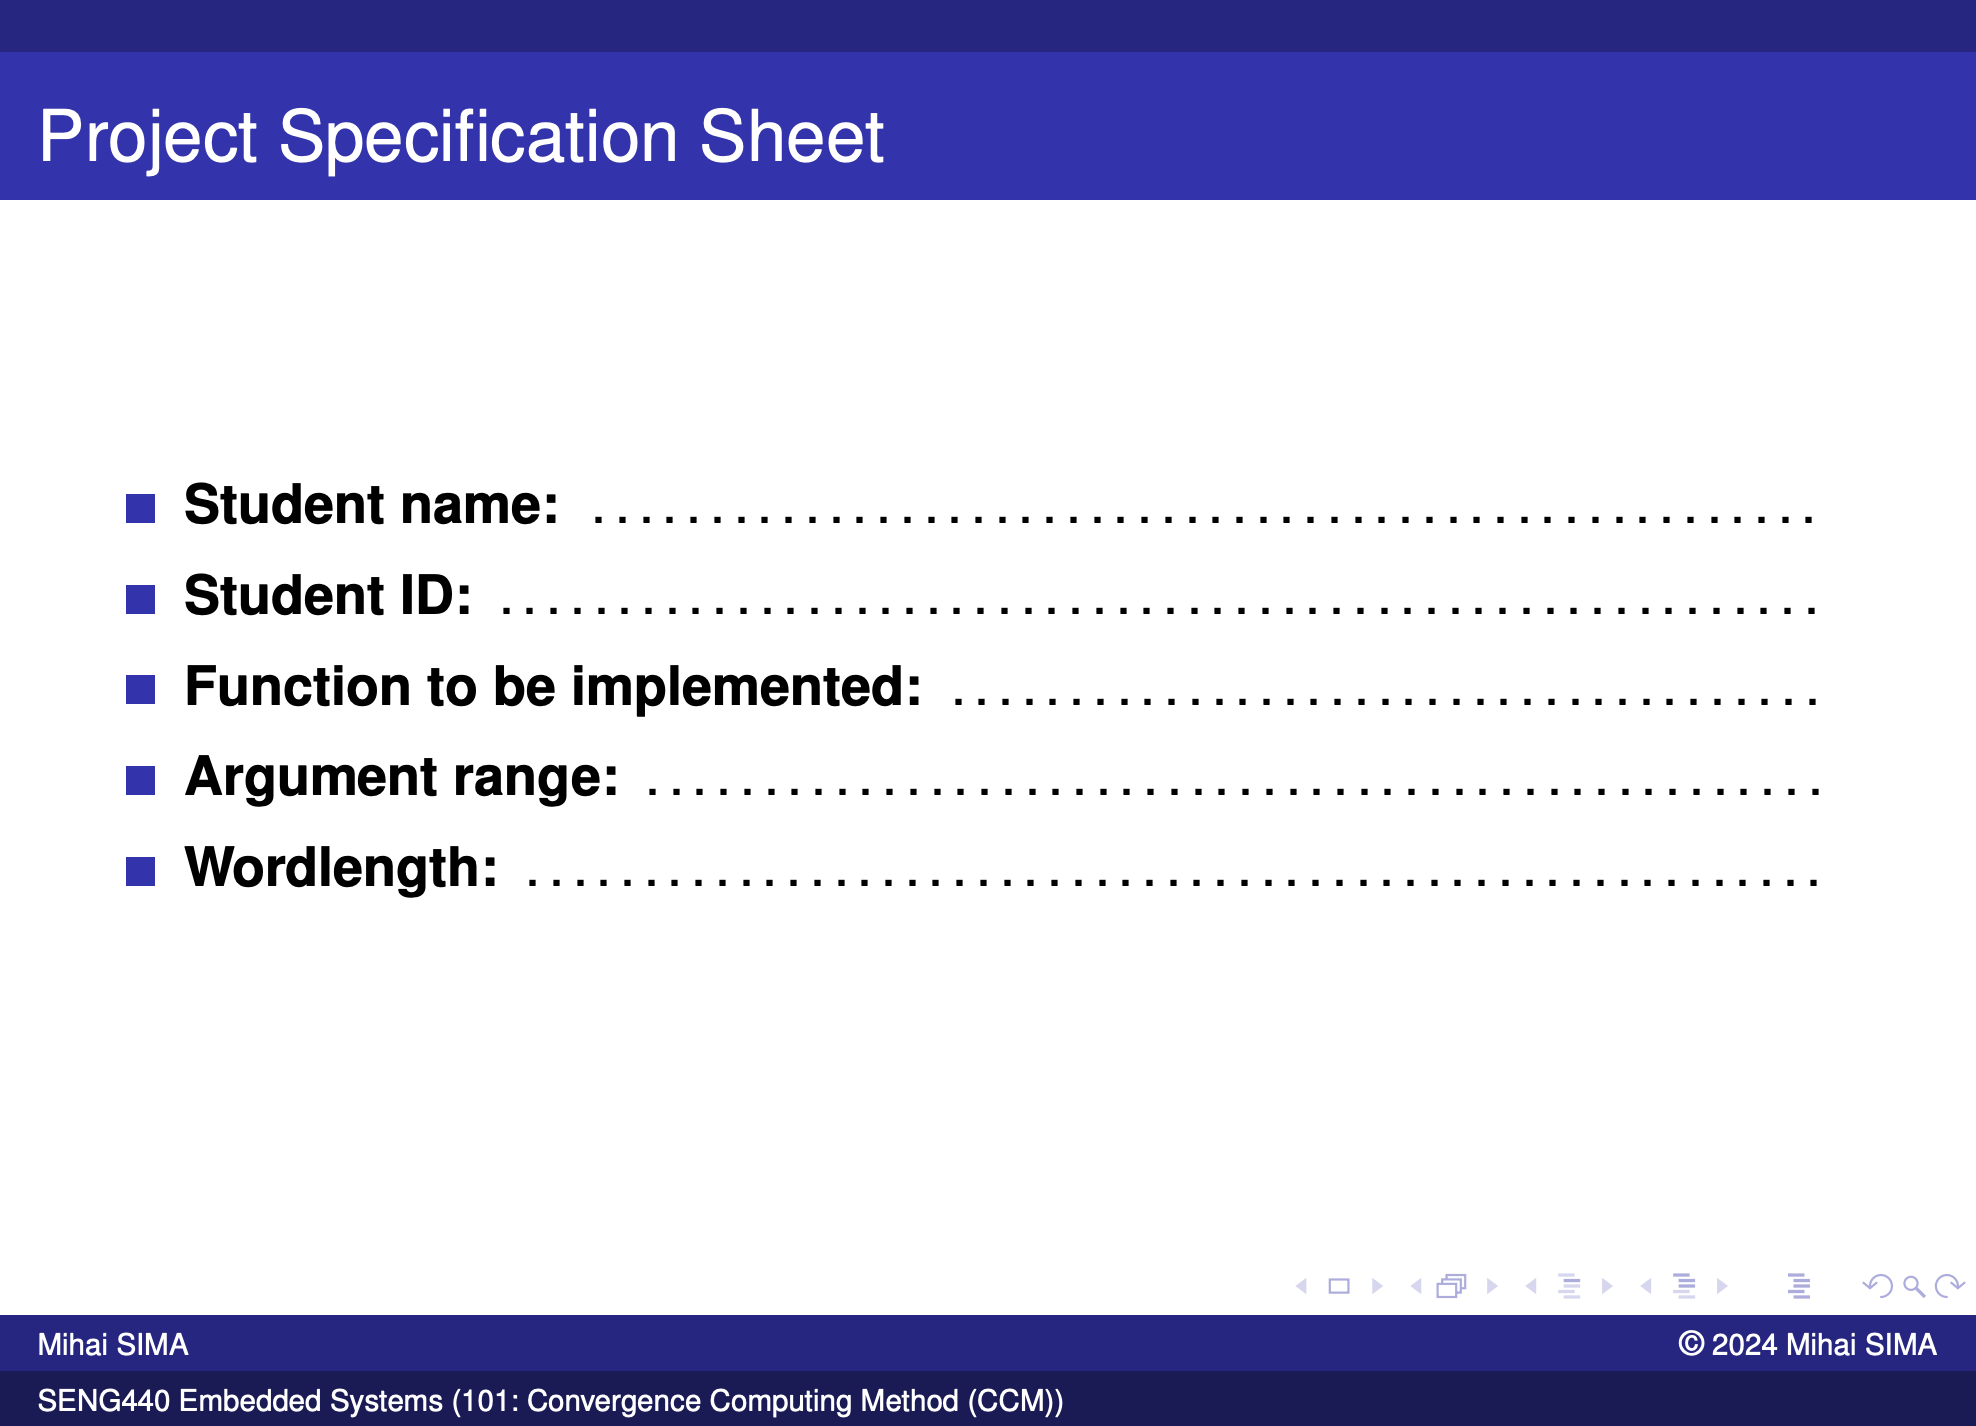 Project Specification Sheet
Student name: . . . . . . . . . . . . . . . . . . . . . . . . . . . . . . . . . . . . . . . . . . . . . . . . . . . .
Student ID: . . . . . . . . . . . . . . . . . . . . . . . . . . . . . . . . . . . . . . . . . . . . . . . . . . . . . . . .
Function to be implemented: . . . . . . . . . . . . . . . . . . . . . . . . . . . . . . . . . . . . .
Argument range: . . . . . . . . . . . . . . . . . . . . . . . . . . . . . . . . . . . . . . . . . . . . . . . . . .
Wordlength: . . . . . . . . . . . . . . . . . . . . . . . . . . . . . . . . . . . . . . . . . . . . . . . . . . . . . . .
Mihai SIMA
© 2024 Mihai SIMA
SENG440 Embedded Systems (101: Convergence Computing Method (CCM))